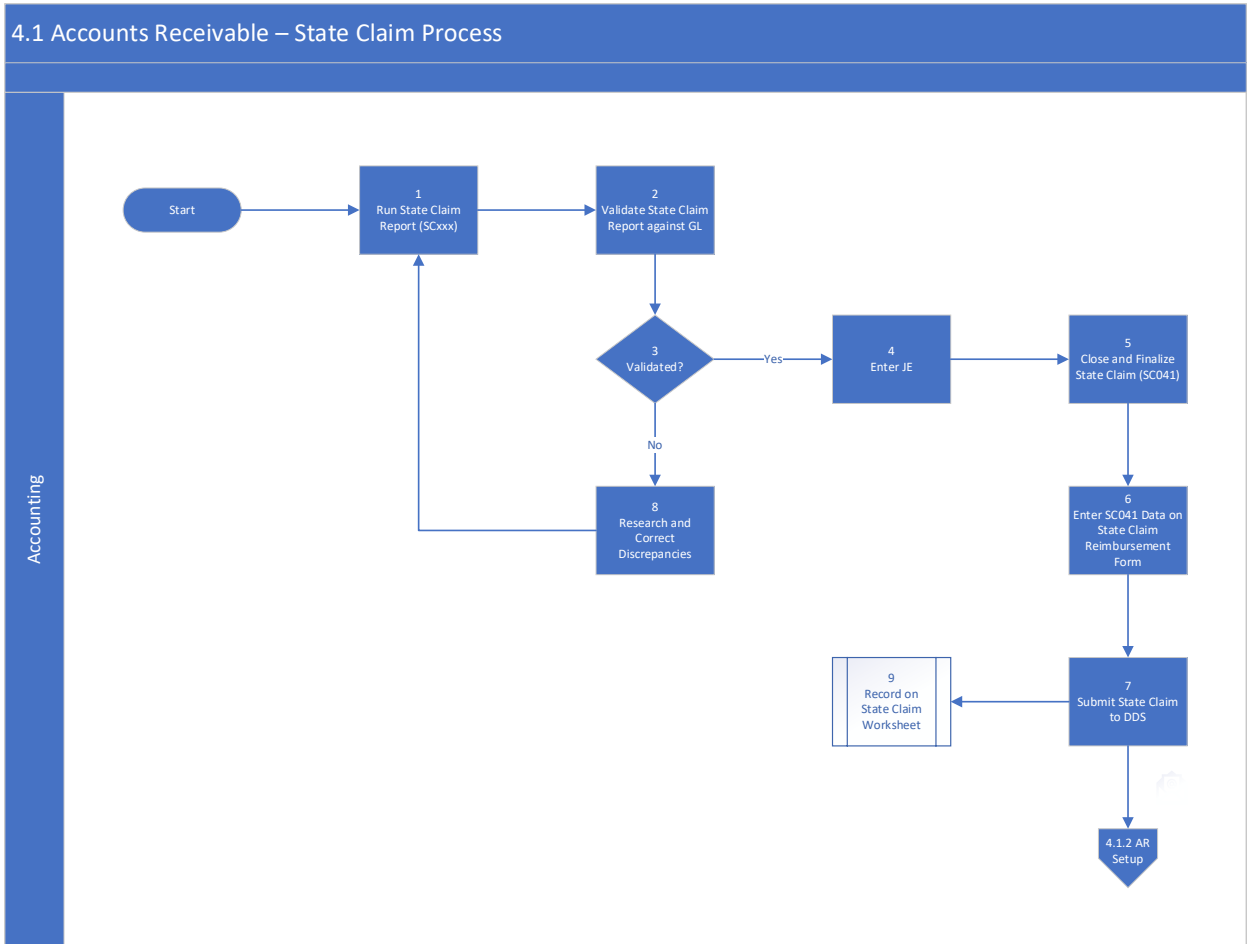 4.1 Accounts Receivable – State Claim Process
Accounting
Start
1
Run State Claim
Report (SCxxx)
2
Validate State Claim
Report against GL
3
Validated?
Yes
4
Enter JE
5
Close and Finalize
State Claim (SC041)
No
8
Research and
Correct
Discrepancies
6
Enter SC041 Data on
State Claim
Reimbursement
Form
9
Record on
State Claim
Worksheet
7
Submit State Claim
to DDS
4.1.2 AR
Setup